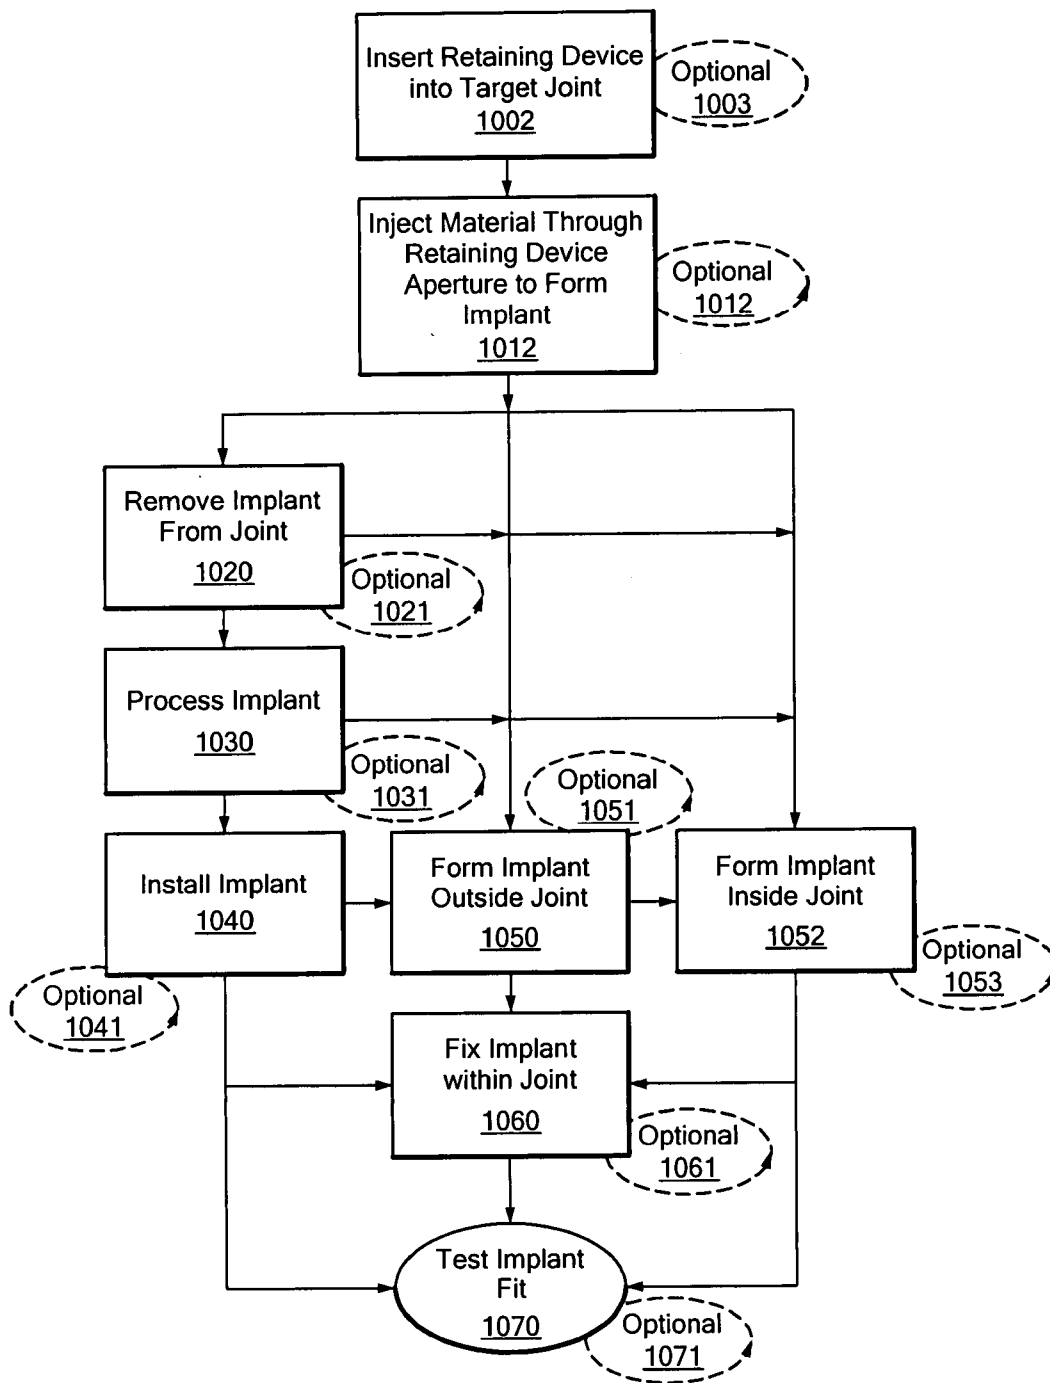 Insert Retaining Device
into Target Joint
1002
Optional
1003
Inject Material Through
Retaining Device
Aperture to Form
Implant
1012
Optional
1012
Remove Implant
From Joint
1020
Optional
1021
Process Implant
1030
Optional
1031
Optional
1051
Install Implant
1040
Optional
1041
Form Implant
Outside Joint
1050
Form Implant
Inside Joint
1052
Optional
1053
Fix Implant
within Joint
1060
Optional
1061
Test Implant
Fit
1070
Optional
1071